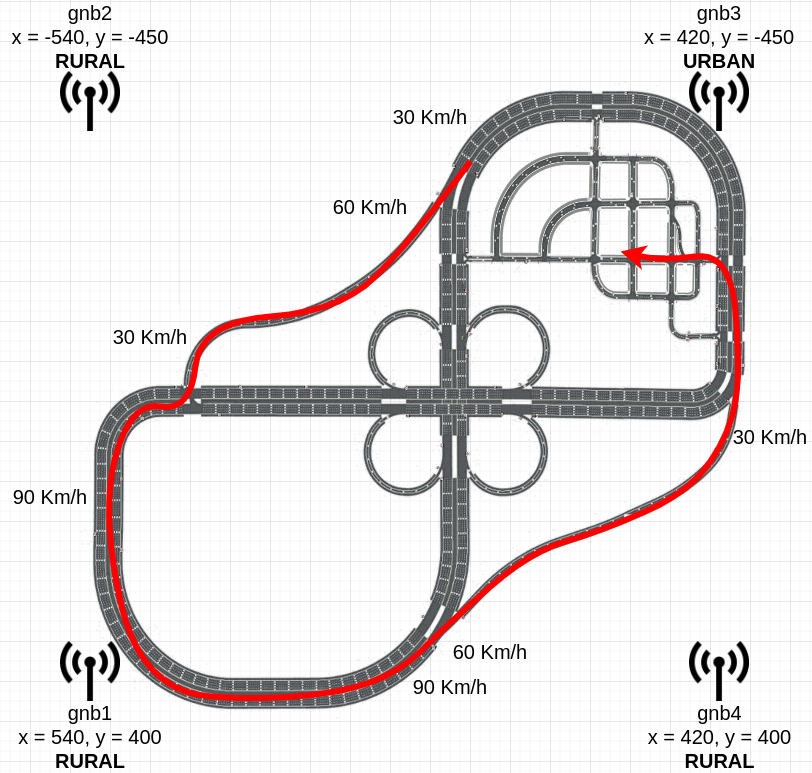 gnb2
x = -540, y = -450
RURAL
gnb3
x = 420, y = -450
URBAN
30 Km/h
60 Km/h
30 Km/h
30 Km/h
90 Km/h
60 Km/h
90 Km/h
gnb1
x = 540, y = 400
RURAL
gnb4
x = 420, y = 400
RURAL